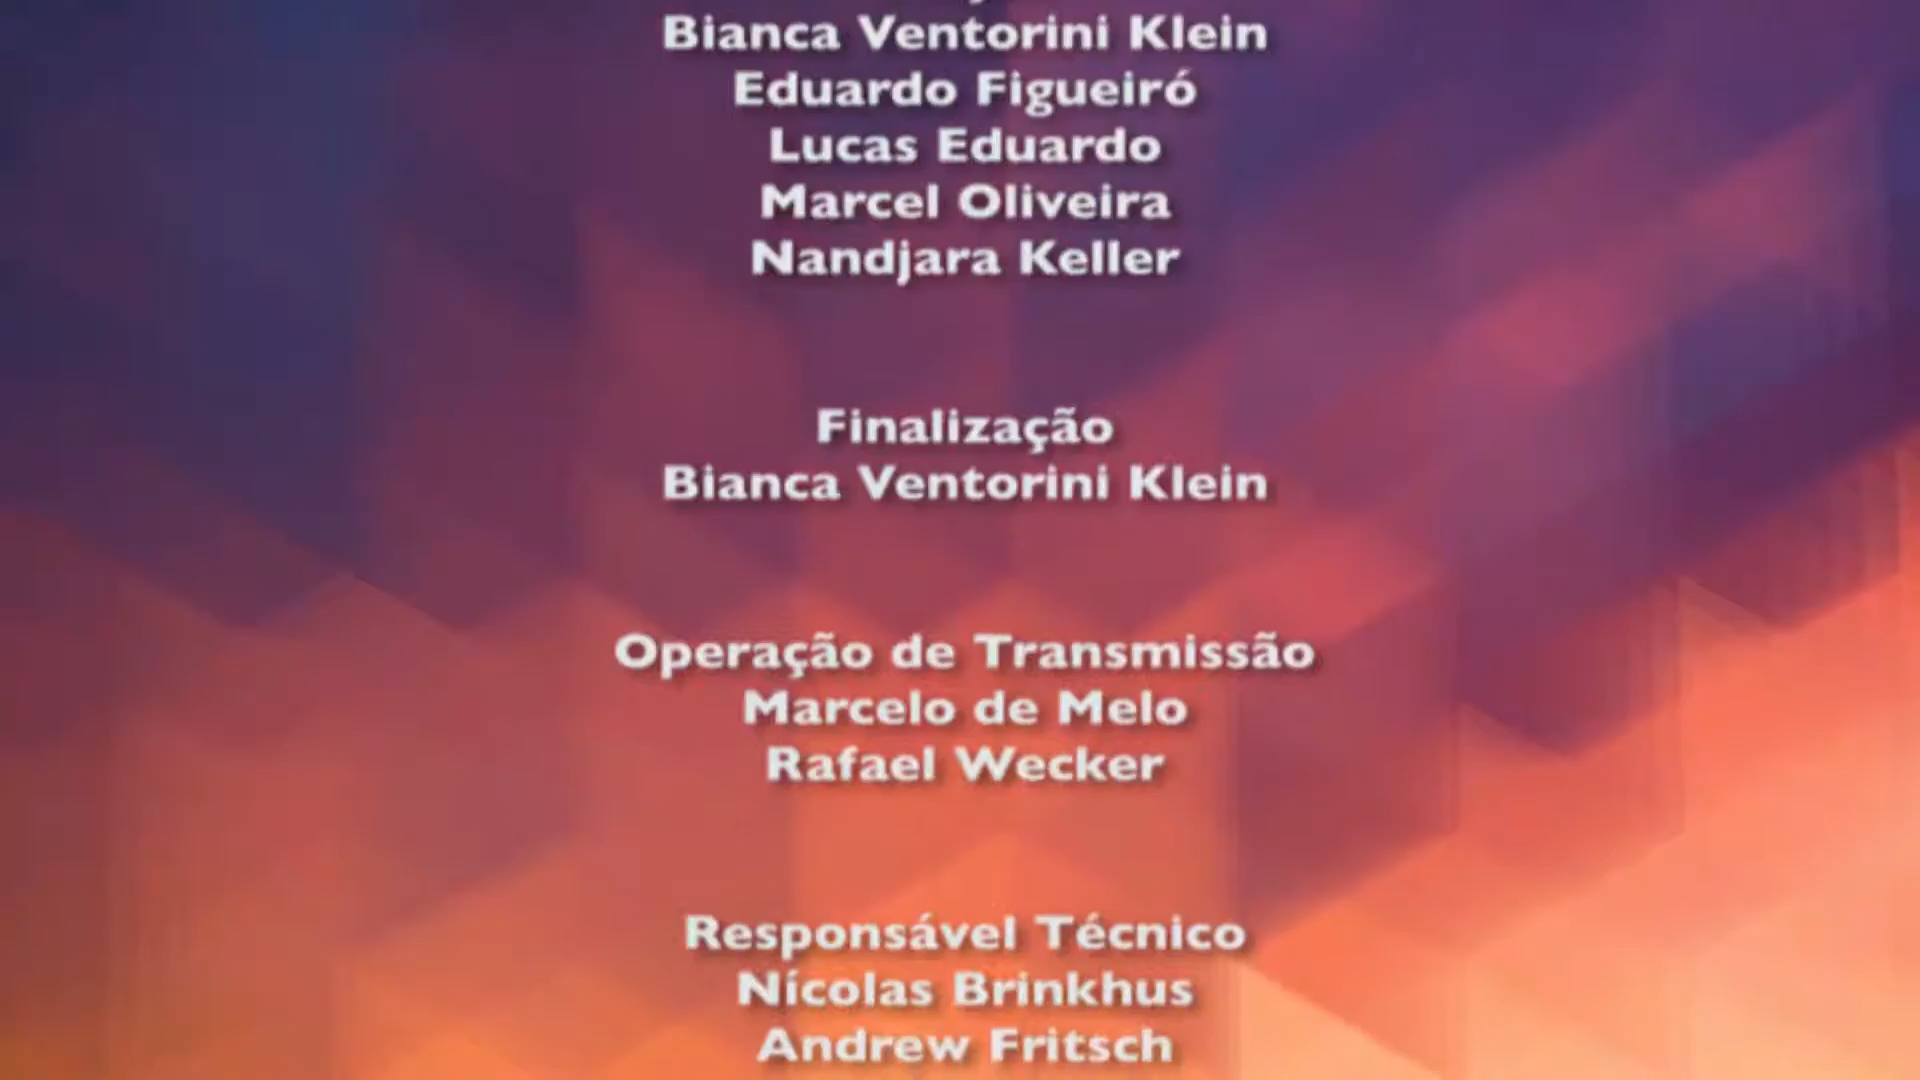 Bianca Ventorini Klein
Eduardo Figueiró
Lucas Eduardo
Marcel Oliveira
Nandjara Keller
Finalização
Bianca Ventorini Klein
Operação de Transmissão
Marcelo de Melo
Rafael Wecker
Responsável Técnico
Nícolas Brinkhus
Andrew Fritsch